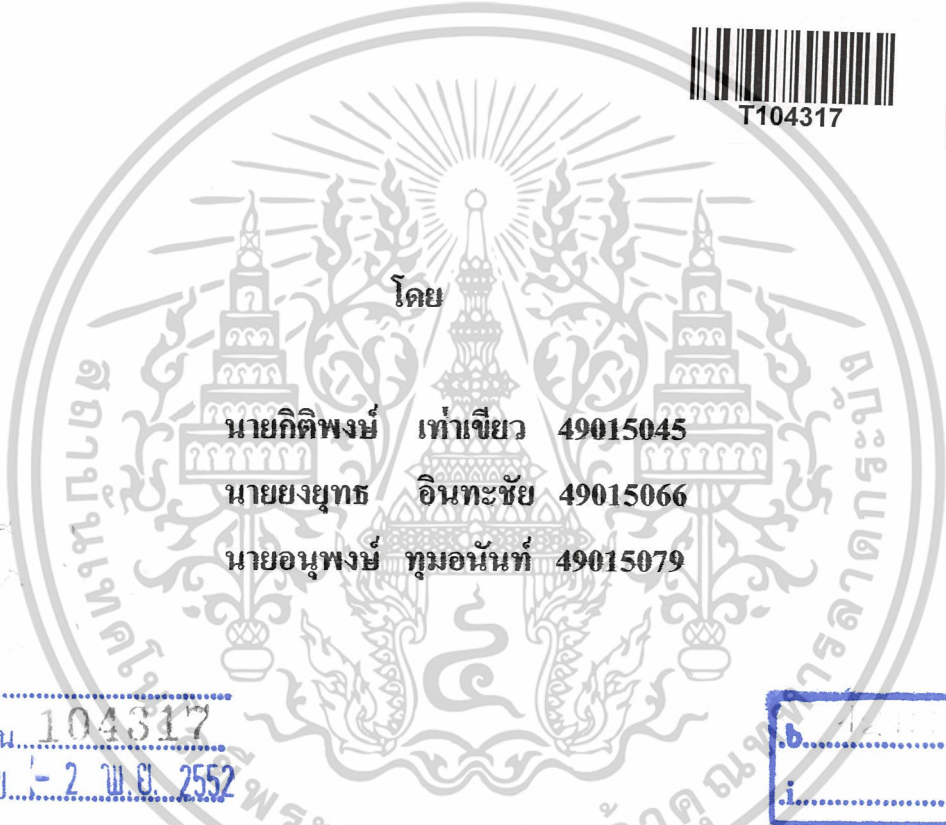 T104317
โดย
นายกิติพงษ์ เท่าเขียว 49015045
นายยงยุทธ อินทะชัย 49015066
นายอนุพงษ์ ทุมอนันท์ 49015079
104317
- 2 พ.ย. 2552
b.
i.